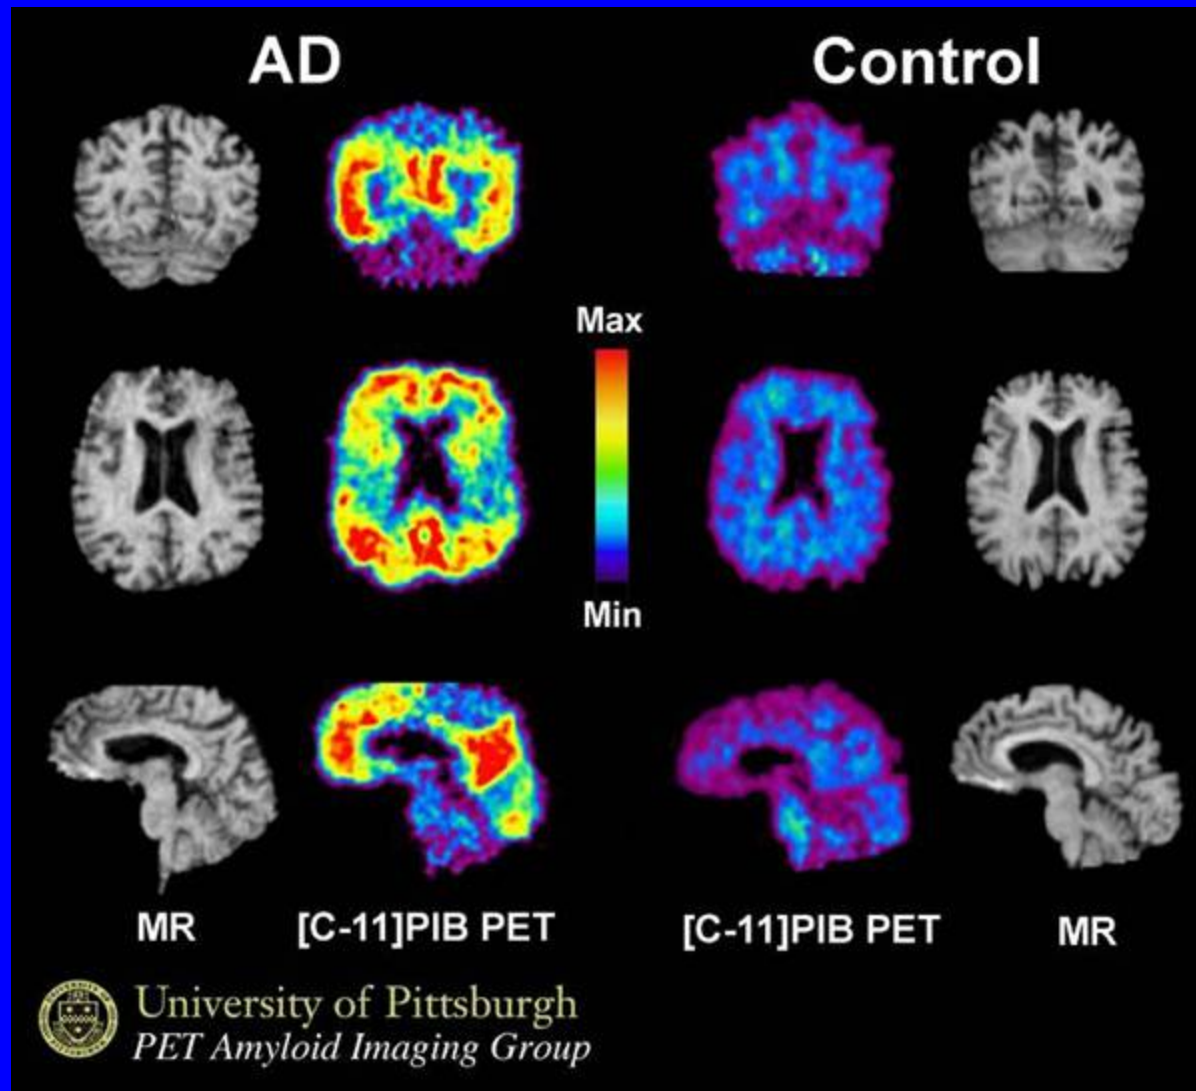 AD
Control
Max
Min
MR
[C-11]PIB PET
[C-11]PIB PET
MR
University of Pittsburgh
PET Amyloid Imaging Group